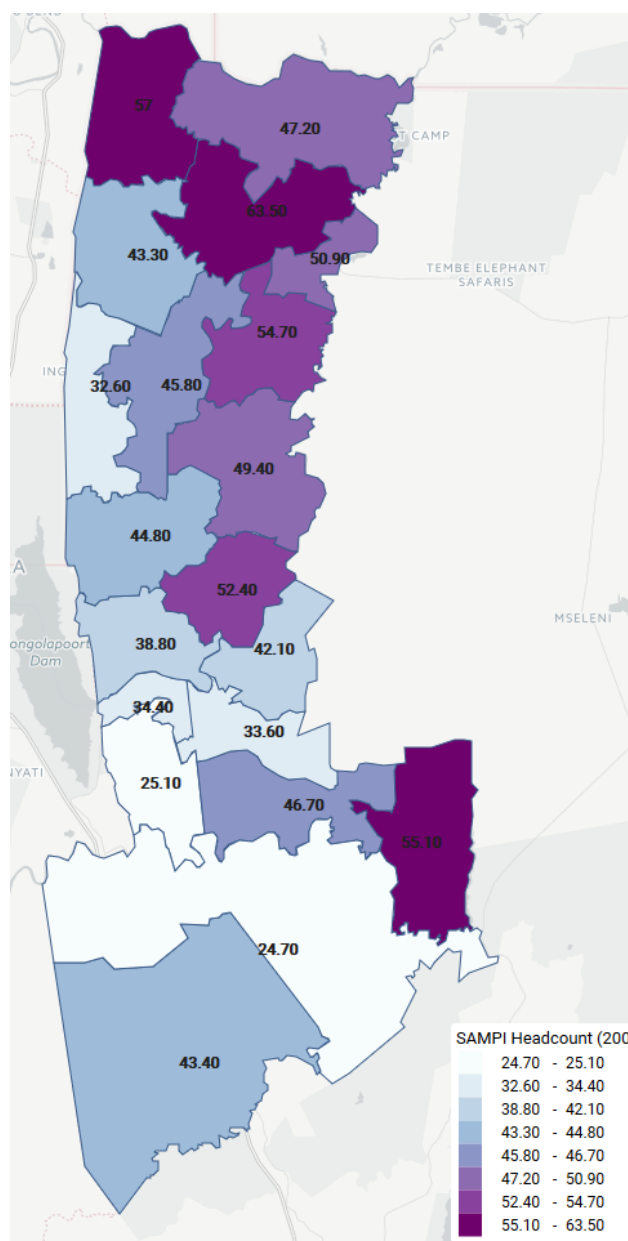 57
47.20
T CAMP
63.50
43.30
50.90
TEMBE ELEPHANT
SAFARIS
54.70
ING
32.60
45.80
49.40
44.80
A
52.40
MSELENI
ongolapoort
Dam
38.80
42.10
34.40
33.60
NYATI
25.10
46.70
55.10
24.70
43.40
SAMPI Headcount (200
24.70 - 25.10
32.60 - 34.40
38.80 - 42.10
43.30 - 44.80
45.80 - 46.70
47.20 - 50.90
52.40 - 54.70
55.10 - 63.50